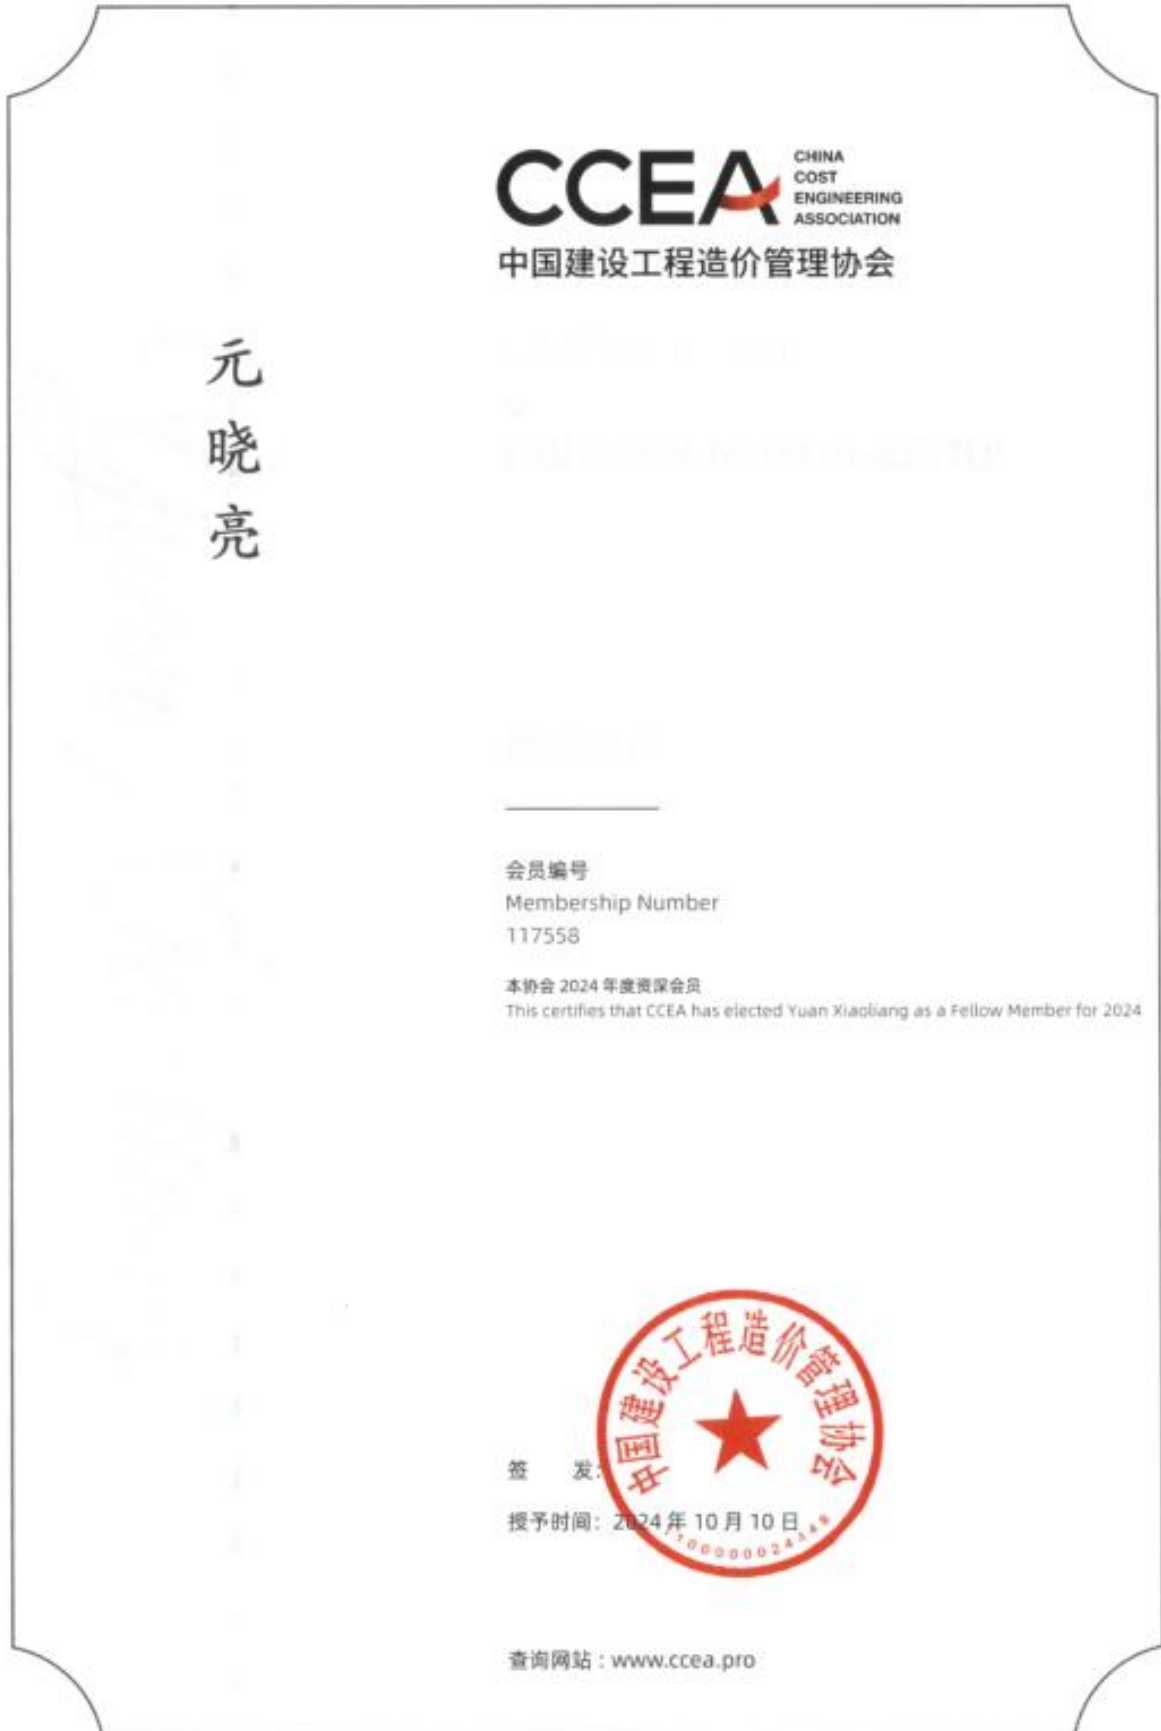 CCEA
CHINA
COST
ENGINEERING
ASSOCIATION
中国建设工程造价管理协会
元晓亮
会员编号
Membership Number
117558
本协会 2024 年度资深会员
This certifies that CCEA has elected Yuan Xiaoliang as a Fellow Member for 2024
中国建设工程造价管理协会
签 发:
授予时间: 2024 年 10 月 10 日
查询网站 : www.ccea.pro